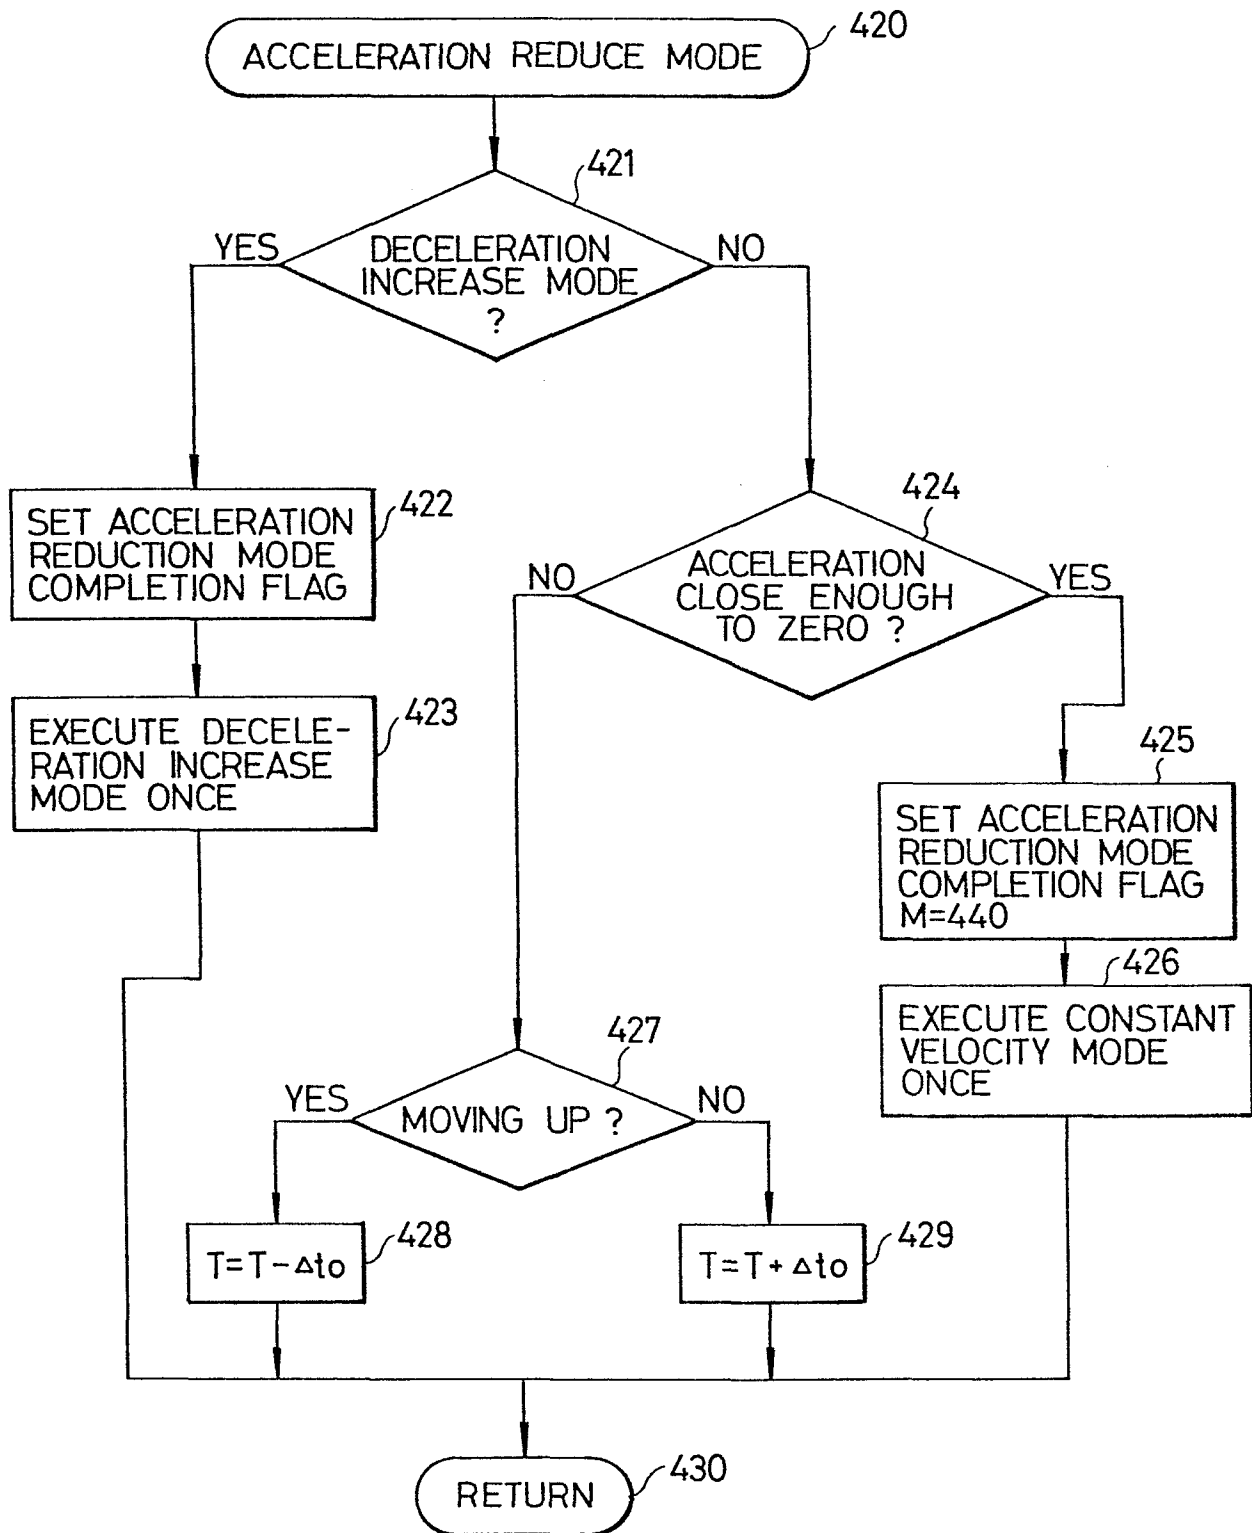 420
ACCELERATION REDUCE MODE
421
YES
DECELERATION
INCREASE MODE
?
NO
422
SET ACCELERATION
REDUCTION MODE
COMPLETION FLAG
424
NO
ACCELERATION
CLOSE ENOUGH
TO ZERO ?
YES
423
EXECUTE DECELE-
RATION INCREASE
MODE ONCE
425
SET ACCELERATION
REDUCTION MODE
COMPLETION FLAG
M=440
426
EXECUTE CONSTANT
VELOCITY MODE
ONCE
427
YES
MOVING UP ?
NO
428
T=T-Δto
429
T=T+Δto
430
RETURN